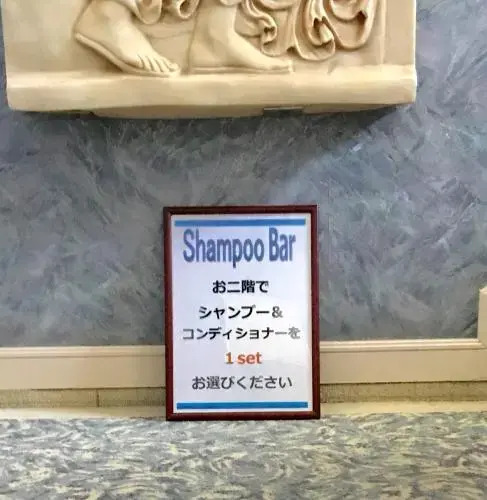 Shampoo Bar
お二階で
シャンプー&
コンディショナーを
1 set
お選びください